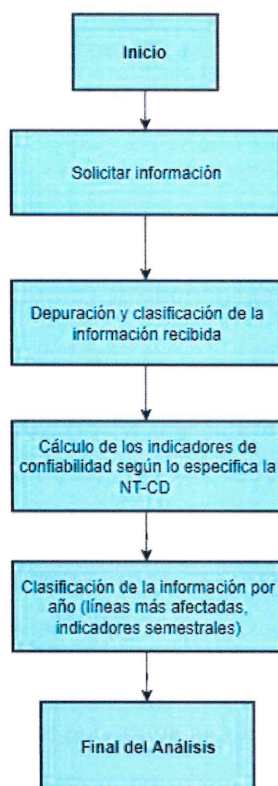 Inicio
Solicitar información
Depuración y clasificación de la
información recibida
Cálculo de los indicadores de
confiabilidad según lo especifica la
NT-CD
Clasificación de la información por
año (líneas más afectadas,
indicadores semestrales)
Final del Análisis